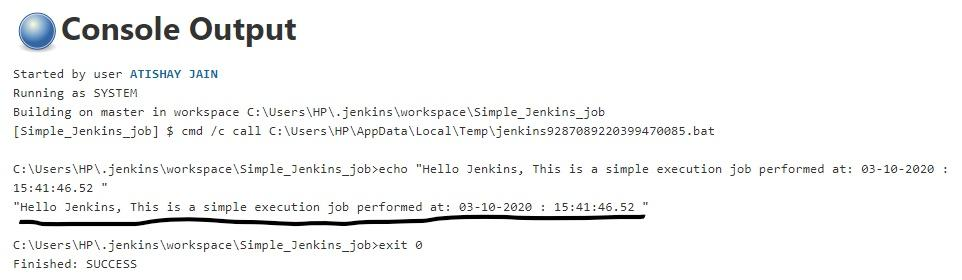 Console Output
Started by user ATISHAY JAIN
Running as SYSTEM
Building on master in workspace C:\Users\HP\.jenkins\workspace\Simple_Jenkins_job
[Simple_Jenkins_job] $ cmd /c call C:\Users\HP\AppData\Local\Temp\jenkins9287089220399470085.bat
C:\Users\HP\.jenkins\workspace\Simple_Jenkins_job>echo "Hello Jenkins, This is a simple execution job performed at: 03-10-2020 :
15:41:46.52 "
"Hello Jenkins, This is a simple execution job performed at: 03-10-2020 : 15:41:46.52 "
C:\Users\HP\.jenkins\workspace\Simple_Jenkins_job>exit 0
Finished: SUCCESS